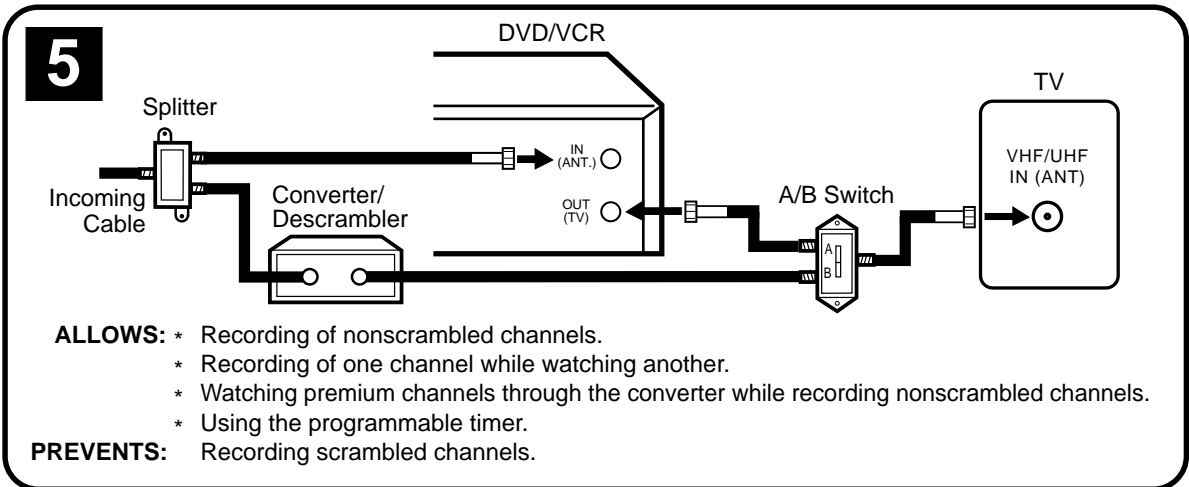 5
DVD/VCR
TV
Splitter
IN
(ANT.)
VHF/UHF
IN (ANT)
Incoming
Cable
Converter/
Descrambler
OUT
(TV)
A/B Switch
A
B
ALLOWS: * Recording of nonscrambled channels.
* Recording of one channel while watching another.
* Watching premium channels through the converter while recording nonscrambled channels.
* Using the programmable timer.
PREVENTS: Recording scrambled channels.